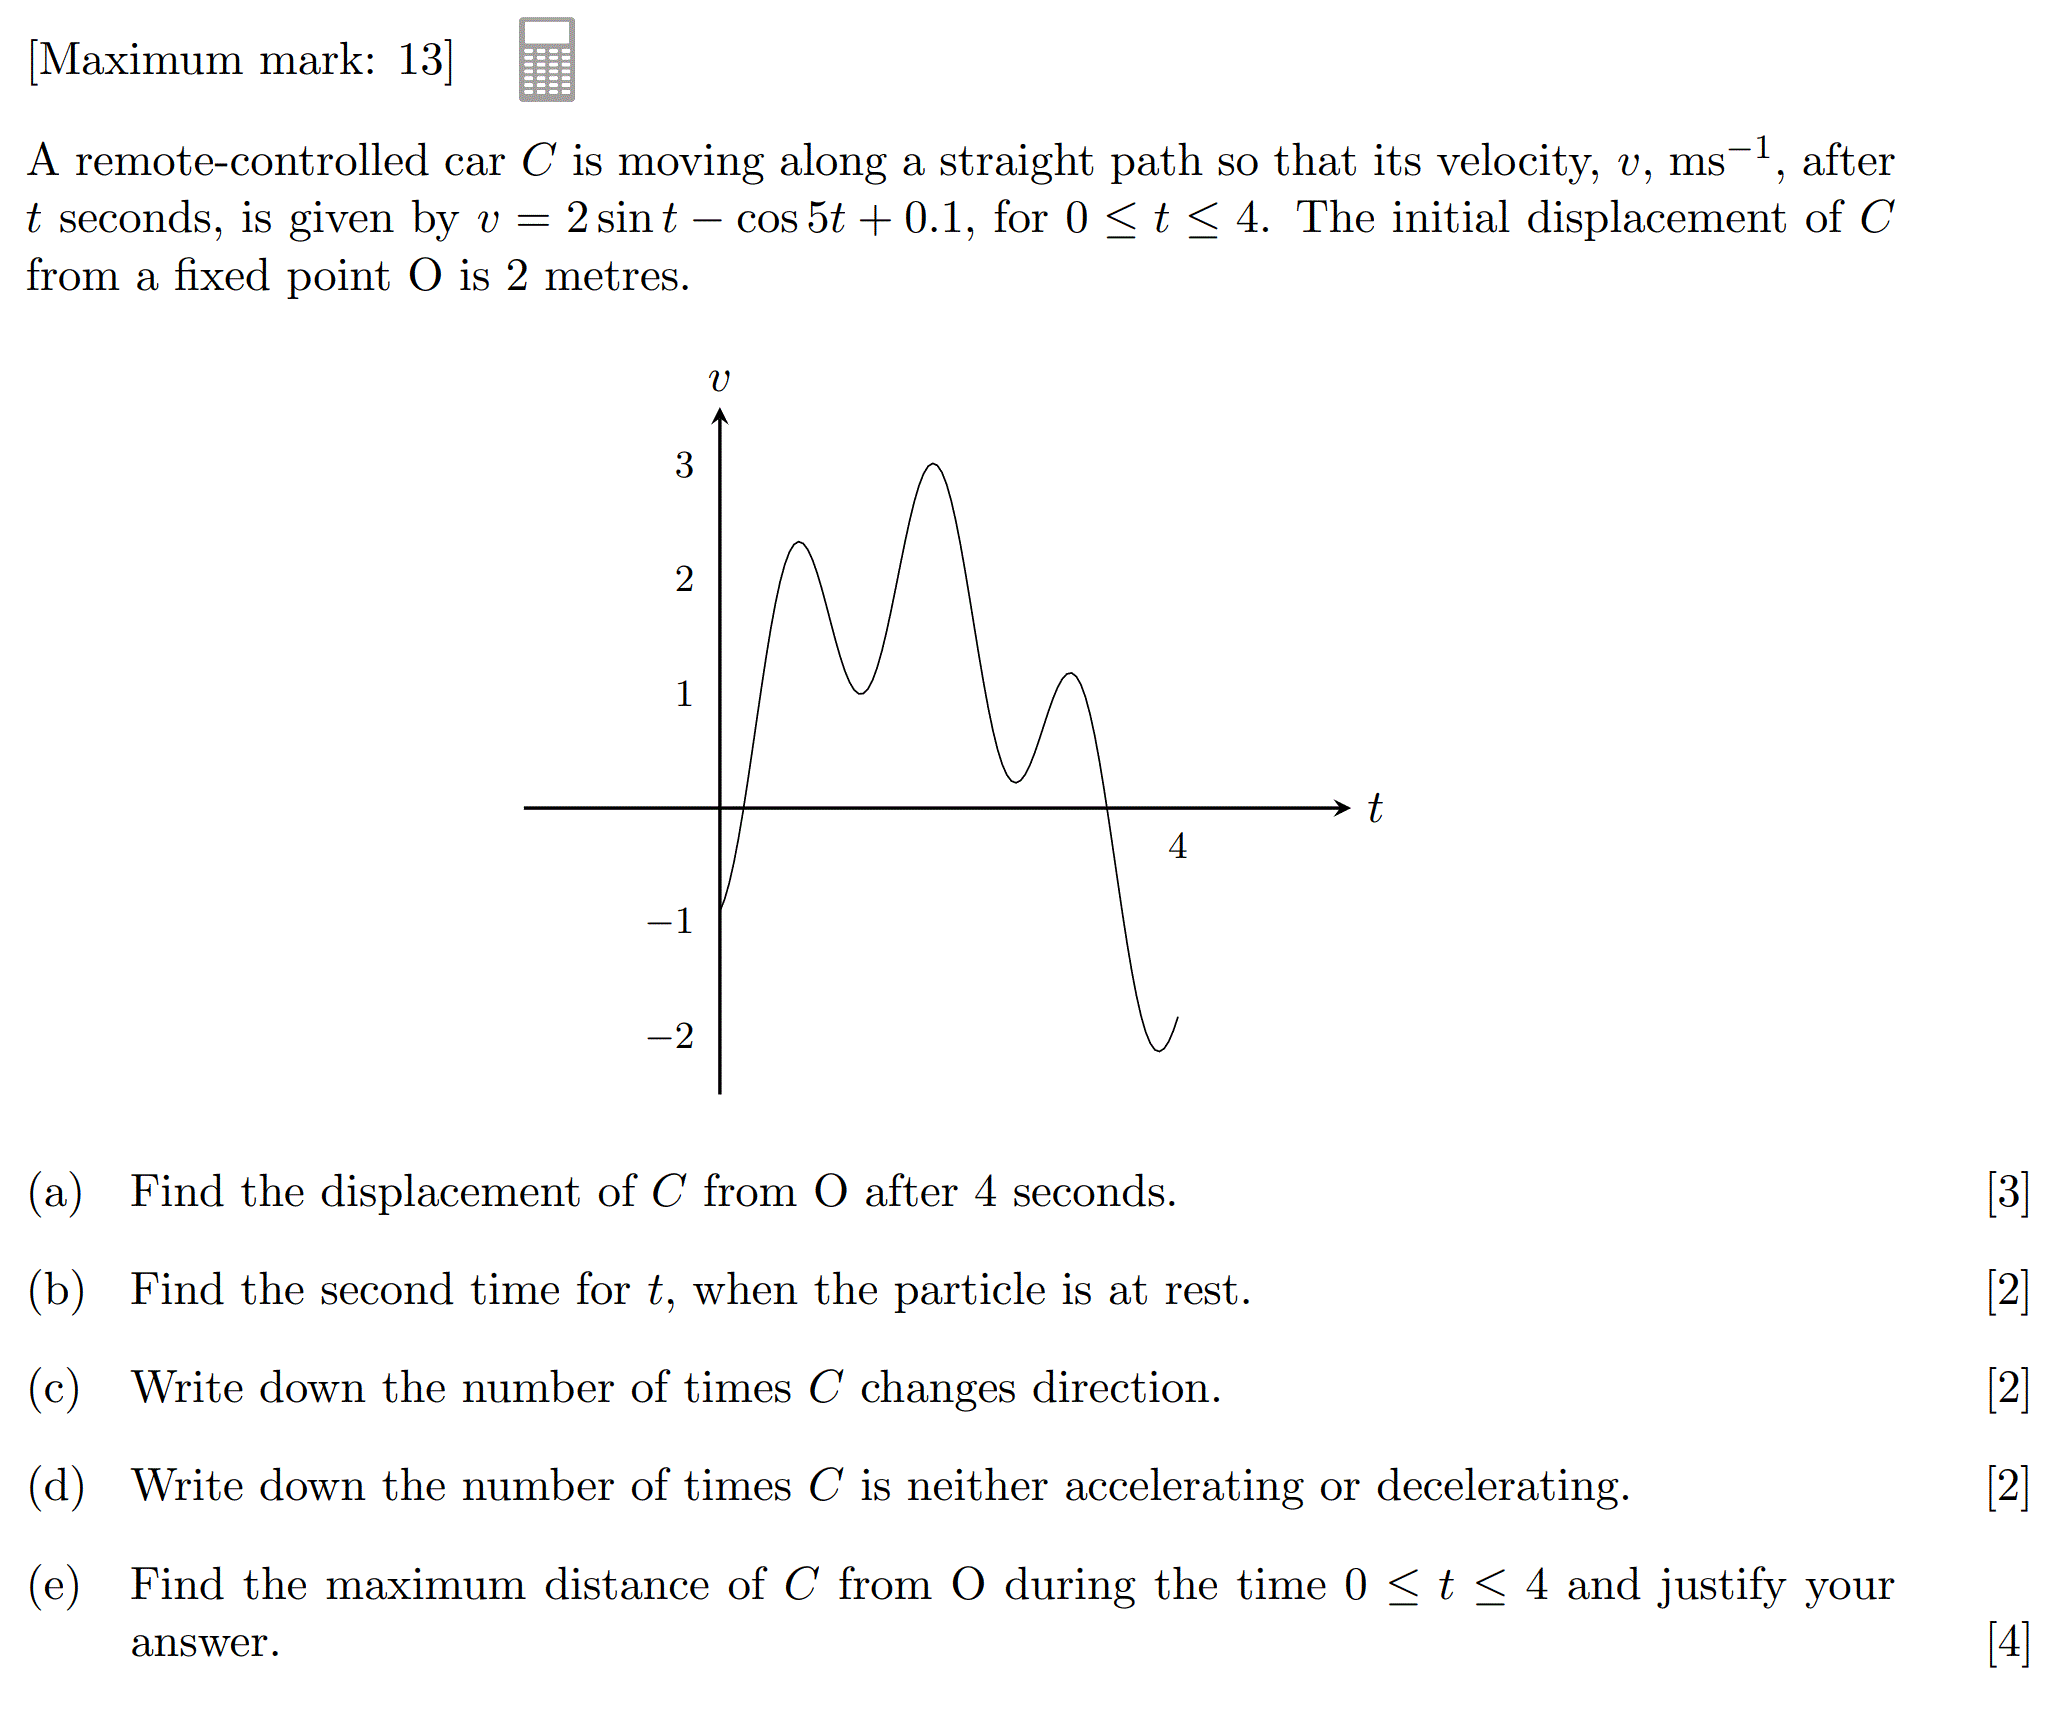 [Maximum mark: 13]
A remote-controlled car C is moving along a straight path so that its velocity, v, ms⁻¹, after
t seconds, is given by v = 2 sin t − cos 5t + 0.1, for 0 ≤ t ≤ 4. The initial displacement of C
from a fixed point O is 2 metres.
v
3
2
1
t
4
−1
−2
(a) Find the displacement of C from O after 4 seconds. [3]
(b) Find the second time for t, when the particle is at rest. [2]
(c) Write down the number of times C changes direction. [2]
(d) Write down the number of times C is neither accelerating or decelerating. [2]
(e) Find the maximum distance of C from O during the time 0 ≤ t ≤ 4 and justify your
answer. [4]